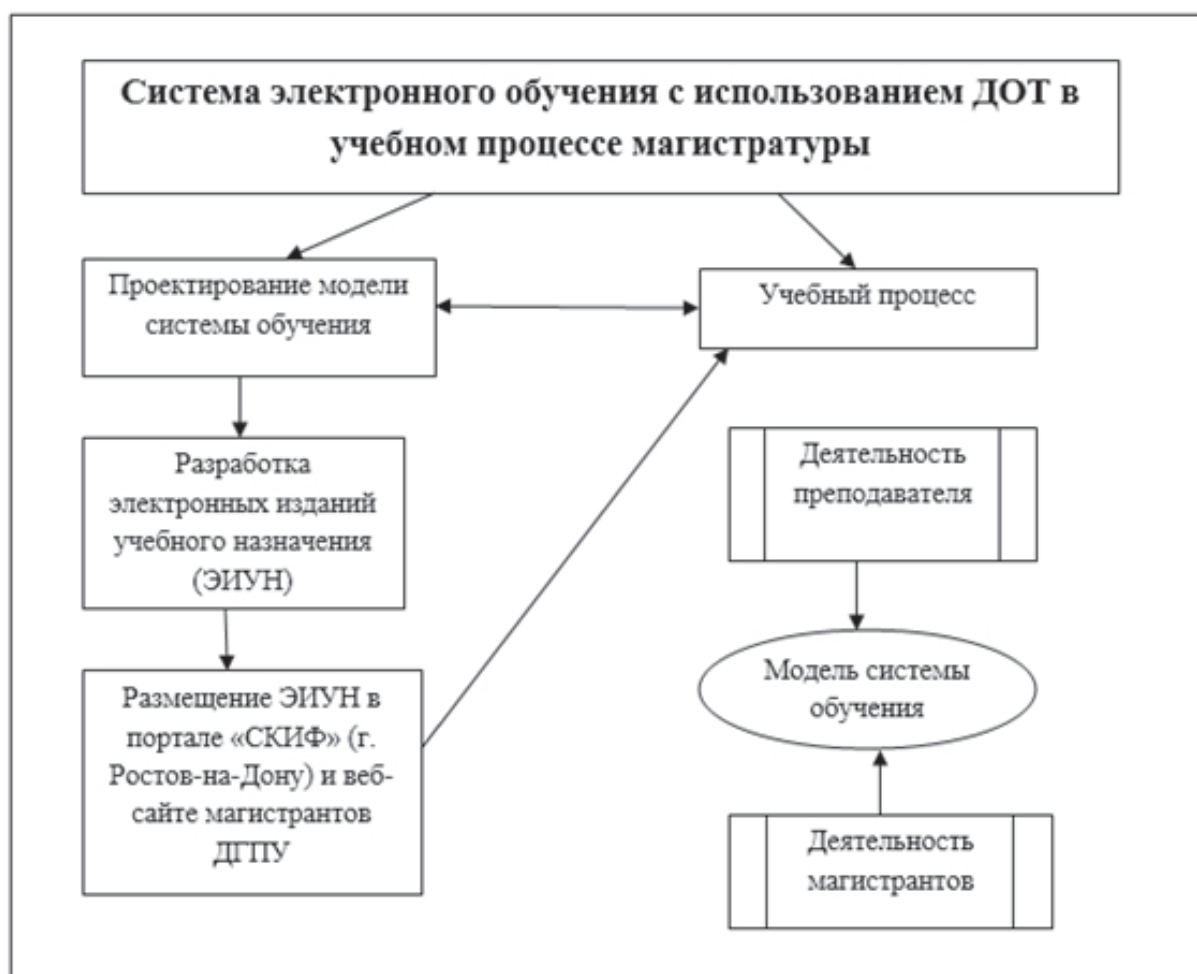 Система электронного обучения с использованием ДОТ в
учебном процессе магистратуры
Проектирование модели
системы обучения
Учебный процесс
Разработка
электронных изданий
учебного назначения
(ЭИУН)
Деятельность
преподавателя
Модель системы
обучения
Размещение ЭИУН в
портале «СКИФ» (г.
Ростов-на-Дону) и веб-
сайте магистрантов
ДГПУ
Деятельность
магистрантов